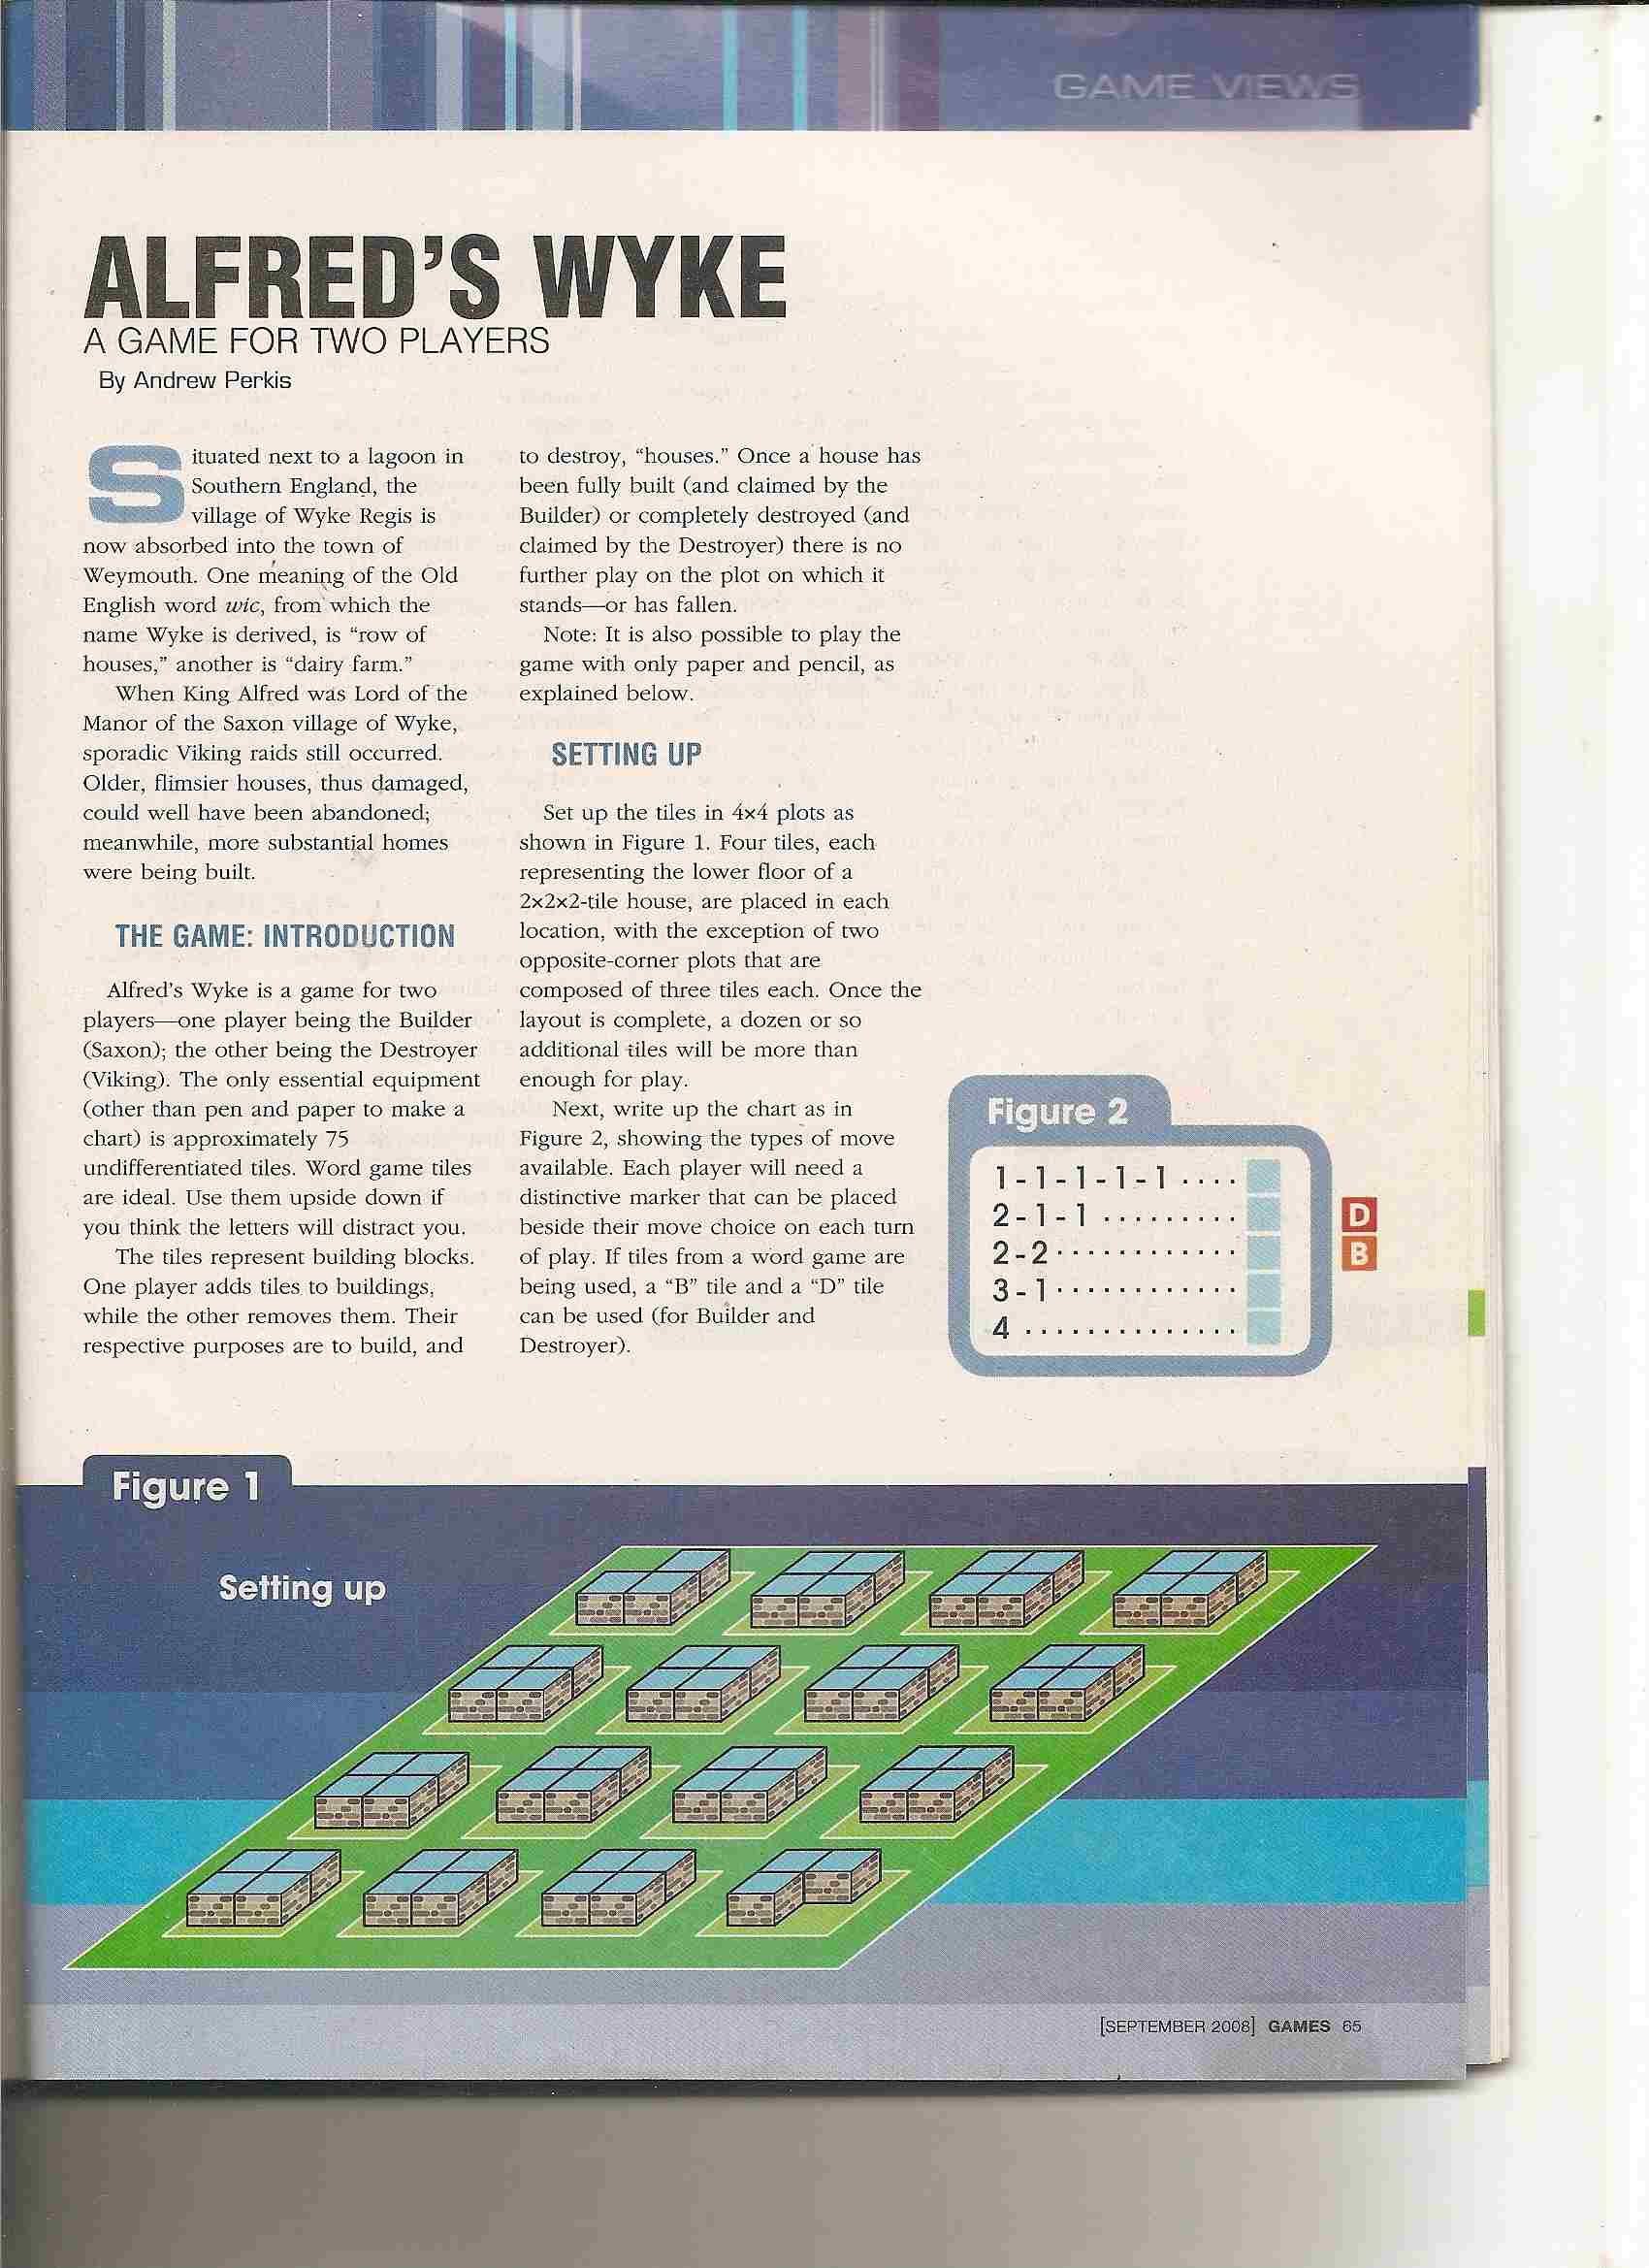 GAME VIEWS
ALFRED'S WYKE
A GAME FOR TWO PLAYERS
By Andrew Perkis
Situated next to a lagoon in
Southern England, the
village of Wyke Regis is
now absorbed into the town of
Weymouth. One meaning of the Old
English word wic, from which the
name Wyke is derived, is “row of
houses,” another is “dairy farm.”
When King Alfred was Lord of the
Manor of the Saxon village of Wyke,
sporadic Viking raids still occurred.
Older, flimsier houses, thus damaged,
could well have been abandoned;
meanwhile, more substantial homes
were being built.
THE GAME: INTRODUCTION
Alfred's Wyke is a game for two
players—one player being the Builder
(Saxon); the other being the Destroyer
(Viking). The only essential equipment
(other than pen and paper to make a
chart) is approximately 75
undifferentiated tiles. Word game tiles
are ideal. Use them upside down if
you think the letters will distract you.
The tiles represent building blocks.
One player adds tiles to buildings,
while the other removes them. Their
respective purposes are to build, and
to destroy, “houses.” Once a house has
been fully built (and claimed by the
Builder) or completely destroyed (and
claimed by the Destroyer) there is no
further play on the plot on which it
stands—or has fallen.
Note: It is also possible to play the
game with only paper and pencil, as
explained below.
SETTING UP
Set up the tiles in 4×4 plots as
shown in Figure 1. Four tiles, each
representing the lower floor of a
2×2×2-tile house, are placed in each
location, with the exception of two
opposite-corner plots that are
composed of three tiles each. Once the
layout is complete, a dozen or so
additional tiles will be more than
enough for play.
Next, write up the chart as in
Figure 2, showing the types of move
available. Each player will need a
distinctive marker that can be placed
beside their move choice on each turn
of play. If tiles from a word game are
being used, a “B” tile and a “D” tile
can be used (for Builder and
Destroyer).
Figure 2
1-1-1-1-1 ....
2-1-1 ......... D
2-2 ............ B
3-1 ............
4 ..............
Figure 1
Setting up
[SEPTEMBER 2008] GAMES 65